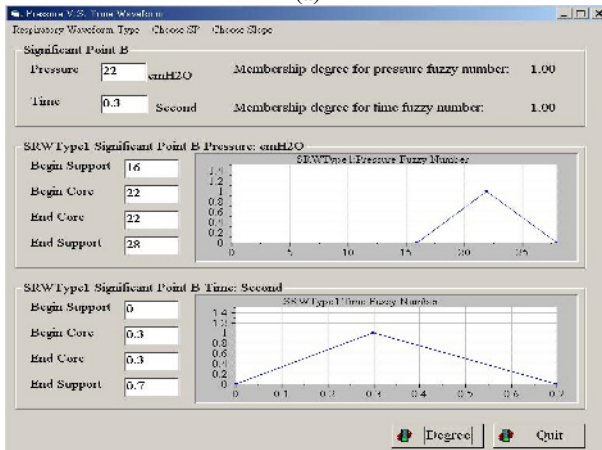 Pressure V.S. Time Waveform
Respiratory Waveform Type Choose SP Choose Slope
Significant Point B
Pressure 22 cmH2O Membership degree for pressure fuzzy number: 1.00
Time 0.3 Second Membership degree for time fuzzy number: 1.00
SRWType1 Significant Point B Pressure: cmH2O
Begin Support 16
Begin Core 22
End Core 22
End Support 28
SRWType1:Pressure Fuzzy Number
1.4
1.2
1
0.8
0.6
0.4
0.2
0
0 5 10 15 20 25
SRWType1 Significant Point B Time: Second
Begin Support 0
Begin Core 0.3
End Core 0.3
End Support 0.7
SRWType1 Time Fuzzy Number
1.4
1.2
1
0.8
0.6
0.4
0.2
0
0 0.1 0.2 0.3 0.4 0.5 0.6 0.7
Degree Quit